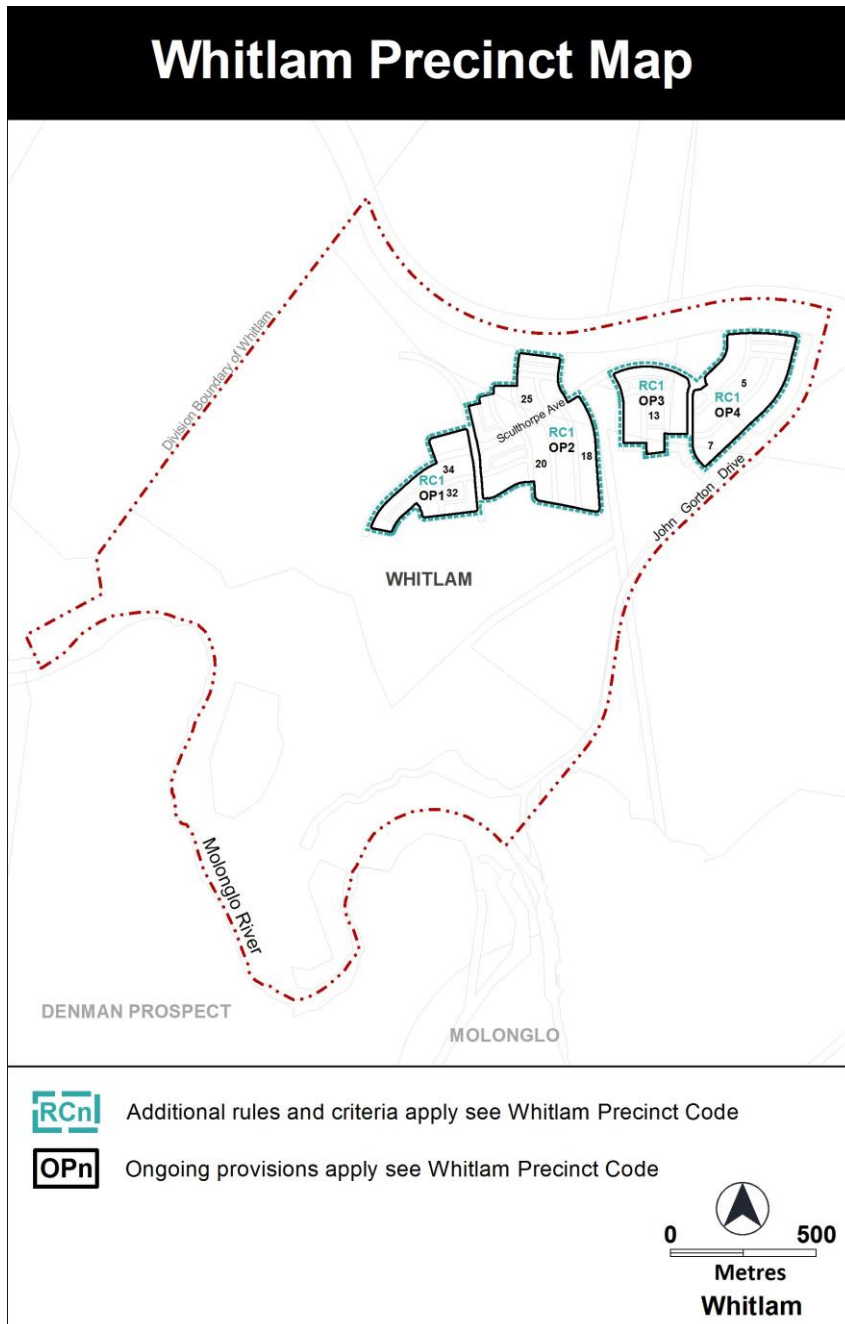 Whitlam Precinct Map
Division Boundary of Whitlam
RC1
OP3
13
5
RC1
OP4
7
25
Sculthorpe Ave
RC1
OP2
18
20
34
RC1
OP1
32
John Gorton Drive
WHITLAM
Molonglo River
DENMAN PROSPECT
MOLONGLO
RCn Additional rules and criteria apply see Whitlam Precinct Code
OPn Ongoing provisions apply see Whitlam Precinct Code
0 500
Metres
Whitlam